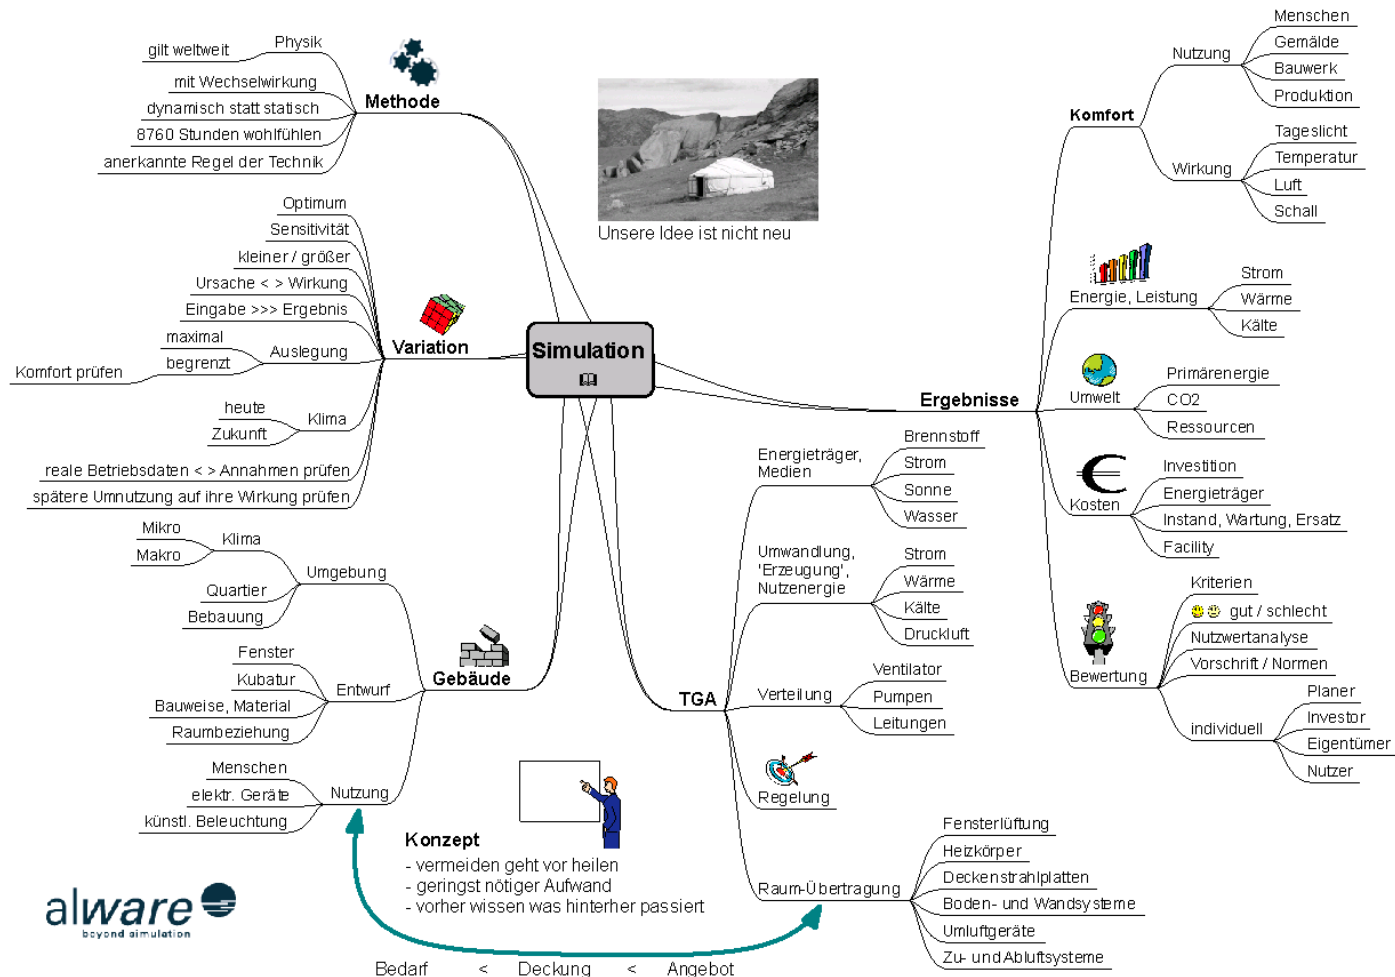 Physik
gilt weltweit
mit Wechselwirkung
dynamisch statt statisch
8760 Stunden wohlfühlen
anerkannte Regel der Technik
Methode
Optimum
Sensitivität
kleiner / größer
Ursache < > Wirkung
Eingabe >>> Ergebnis
maximal
begrenzt
Auslegung
Komfort prüfen
heute
Zukunft
Klima
reale Betriebsdaten < > Annahmen prüfen
spätere Umnutzung auf ihre Wirkung prüfen
Variation
Mikro
Makro
Klima
Quartier
Bebauung
Umgebung
Fenster
Kubatur
Bauweise, Material
Raumbeziehung
Entwurf
Menschen
elektr. Geräte
künstl. Beleuchtung
Nutzung
Gebäude
Unsere Idee ist nicht neu
Simulation
Konzept
- vermeiden geht vor heilen
- geringst nötiger Aufwand
- vorher wissen was hinterher passiert
Bedarf < Deckung < Angebot
alware
beyond simulation
Ergebnisse
Komfort
Nutzung
Menschen
Gemälde
Bauwerk
Produktion
Wirkung
Tageslicht
Temperatur
Luft
Schall
Energie, Leistung
Strom
Wärme
Kälte
Umwelt
Primärenergie
CO2
Ressourcen
Kosten
Investition
Energieträger
Instand, Wartung, Ersatz
Facility
Bewertung
Kriterien
gut / schlecht
Nutzwertanalyse
Vorschrift / Normen
individuell
Planer
Investor
Eigentümer
Nutzer
TGA
Energieträger,
Medien
Brennstoff
Strom
Sonne
Wasser
Umwandlung,
'Erzeugung',
Nutzenergie
Strom
Wärme
Kälte
Druckluft
Verteilung
Ventilator
Pumpen
Leitungen
Regelung
Raum-Übertragung
Fensterlüftung
Heizkörper
Deckenstrahlplatten
Boden- und Wandsysteme
Umluftgeräte
Zu- und Abluftsysteme